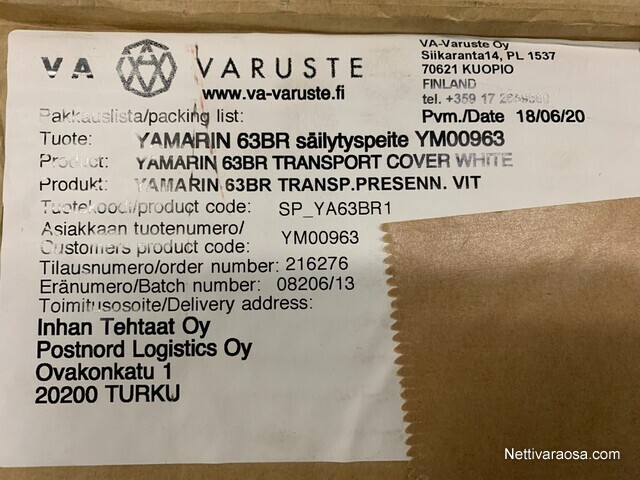 VA VARUSTE
www.va-varuste.fi
VA-Varuste Oy
Siikaranta14, PL 1537
70621 KUOPIO
FINLAND
tel. +359 17
Pakkauslista/packing list:
Pvm./Date 18/06/20
Tuote: YAMARIN 63BR säilytyspeite YM00963
Product: YAMARIN 63BR TRANSPORT COVER WHITE
Produkt: YAMARIN 63BR TRANSP.PRESENN. VIT
Tuotekoodi/product code: SP_YA63BR1
Asiakkaan tuotenumero/
Customers product code: YM00963
Tilausnumero/order number: 216276
Eränumero/Batch number: 08206/13
Toimitusosoite/Delivery address:
Inhan Tehtaat Oy
Postnord Logistics Oy
Ovakonkatu 1
20200 TURKU
Nettivaraosa.com